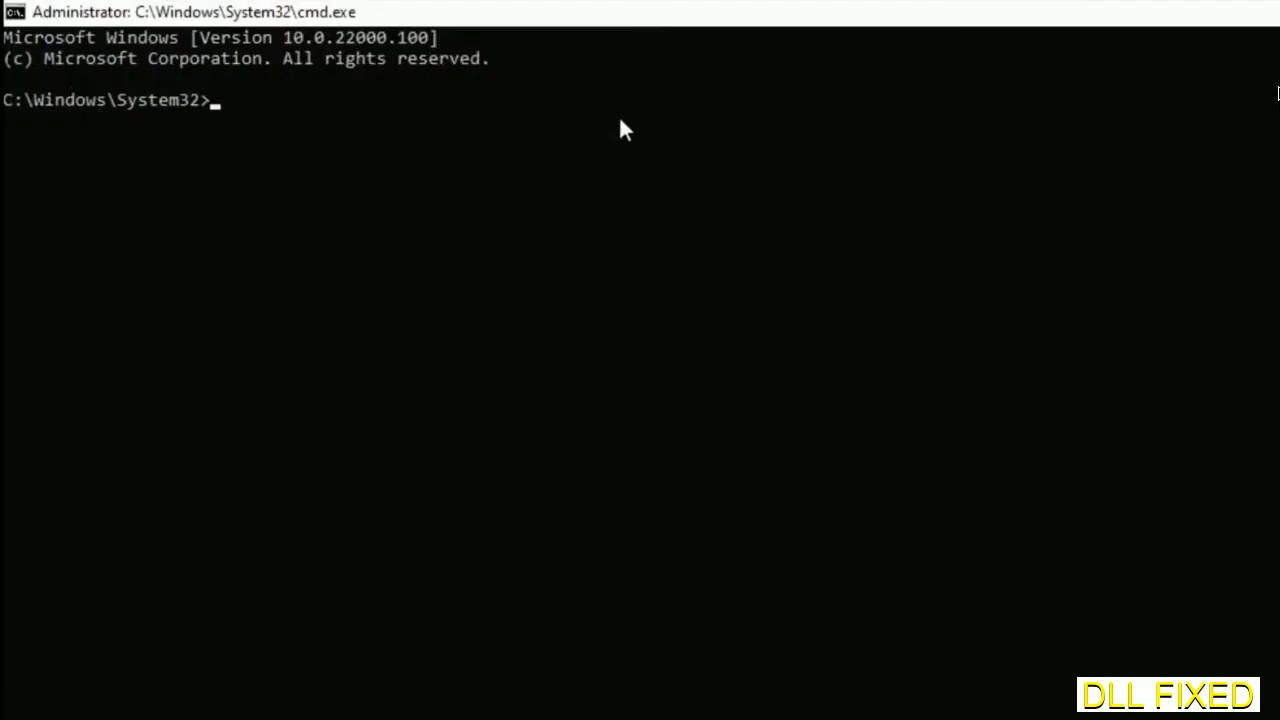 Administrator: C:\Windows\System32\cmd.exe
Microsoft Windows [Version 10.0.22000.100]
(c) Microsoft Corporation. All rights reserved.
C:\Windows\System32>
DLL FIXED